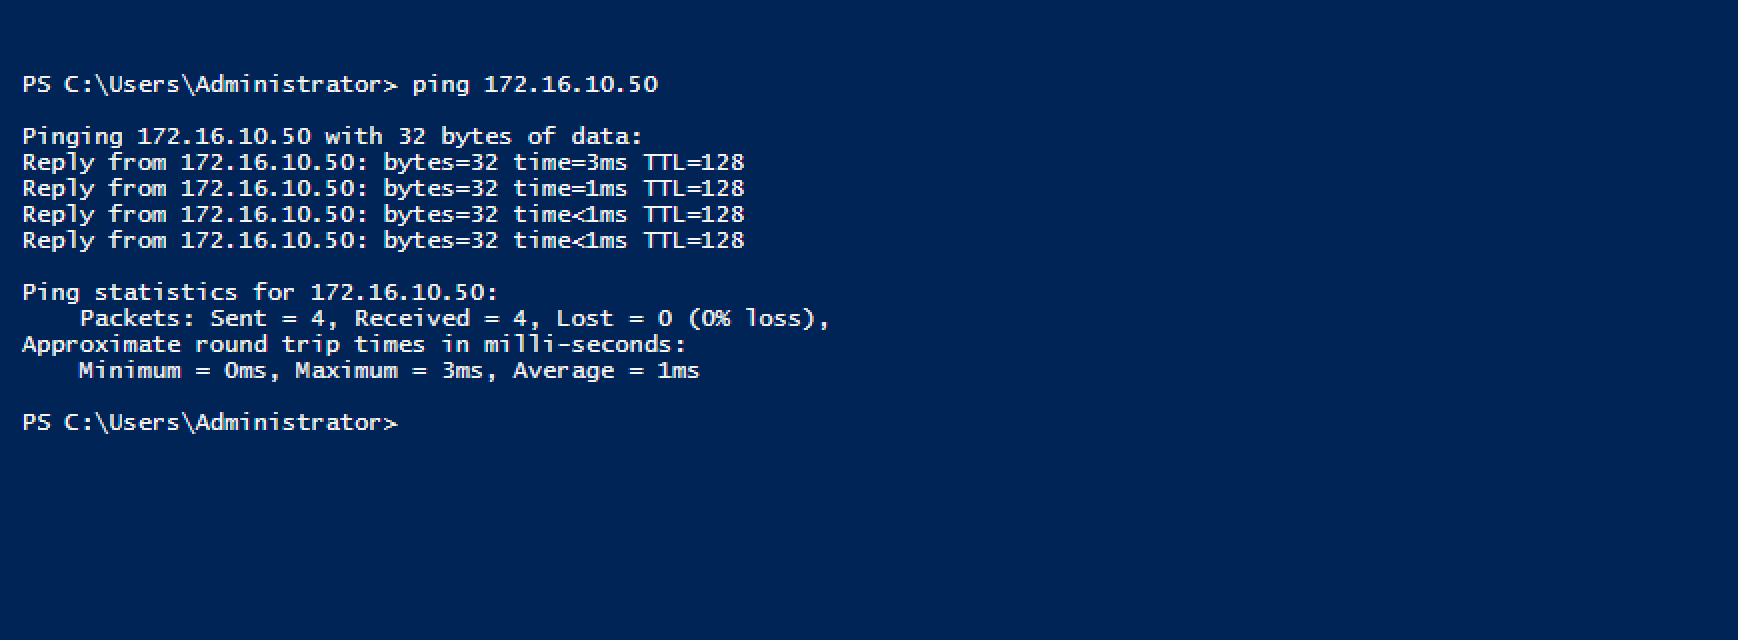 PS C:\Users\Administrator> ping 172.16.10.50
Pinging 172.16.10.50 with 32 bytes of data:
Reply from 172.16.10.50: bytes=32 time=3ms TTL=128
Reply from 172.16.10.50: bytes=32 time=1ms TTL=128
Reply from 172.16.10.50: bytes=32 time<1ms TTL=128
Reply from 172.16.10.50: bytes=32 time<1ms TTL=128
Ping statistics for 172.16.10.50:
    Packets: Sent = 4, Received = 4, Lost = 0 (0% loss),
Approximate round trip times in milli-seconds:
    Minimum = 0ms, Maximum = 3ms, Average = 1ms
PS C:\Users\Administrator>